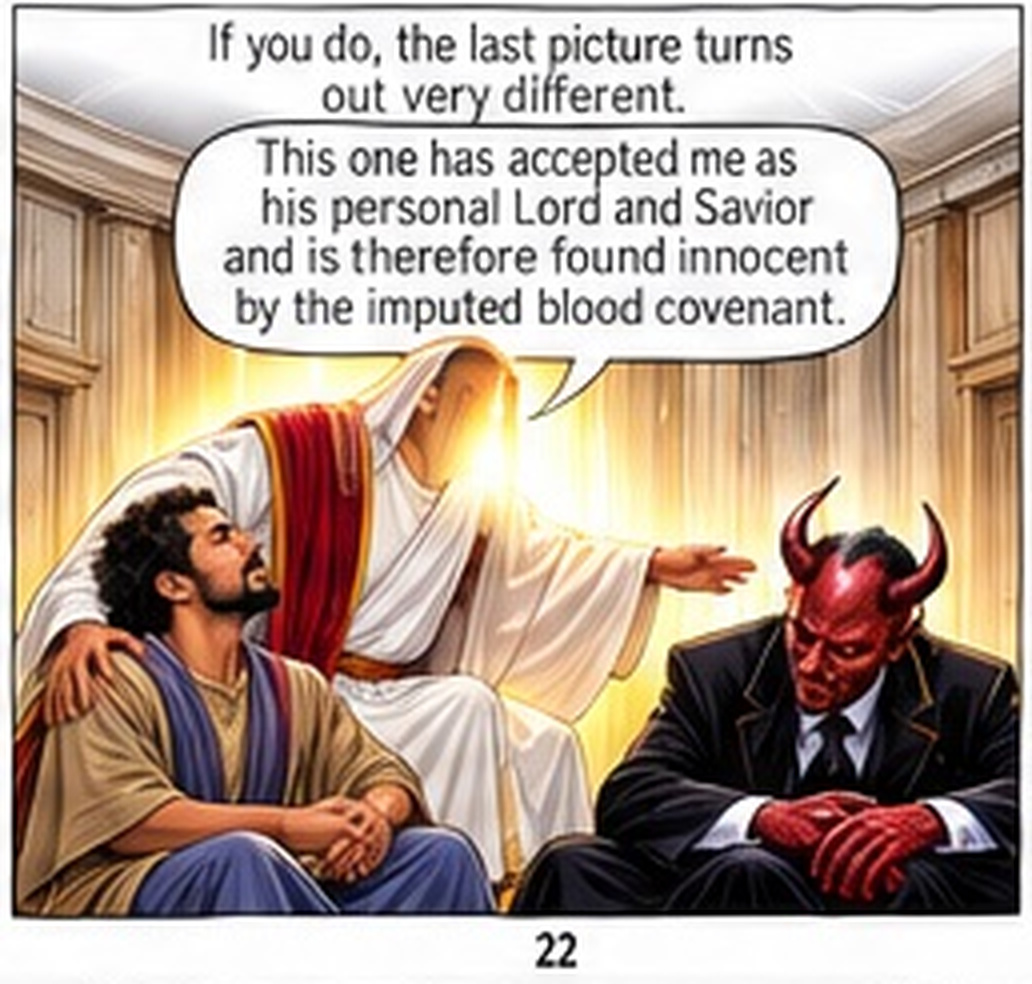 If you do, the last picture turns
out very different.
This one has accepted me as
his personal Lord and Savior
and is therefore found innocent
by the imputed blood covenant.
22